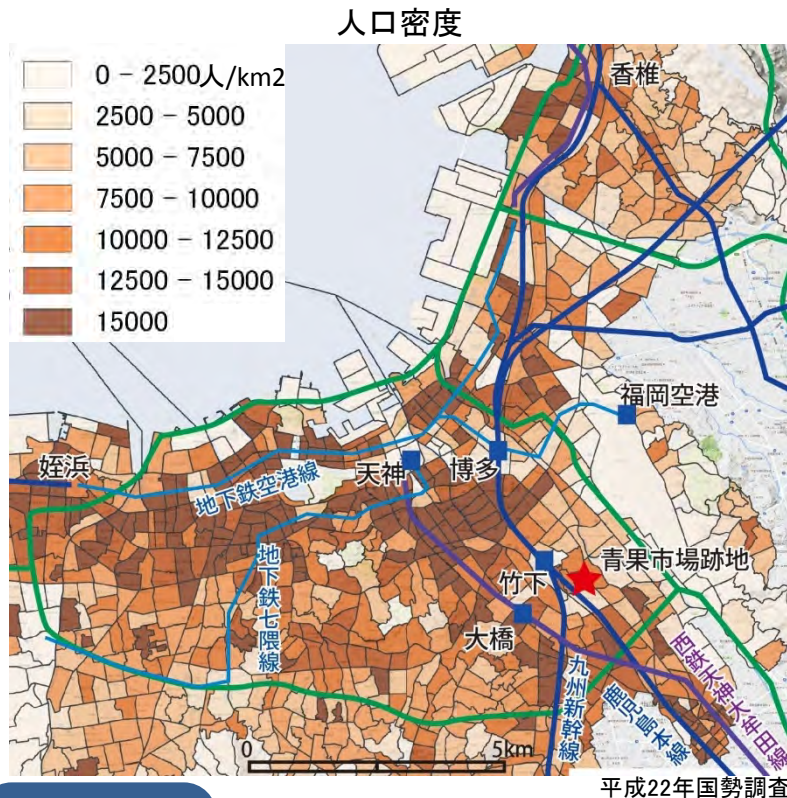 人口密度
0 - 2500人/km2
2500 - 5000
5000 - 7500
7500 - 10000
10000 - 12500
12500 - 15000
15000
香椎
福岡空港
姪浜
天神
博多
地下鉄空港線
地下鉄七隈線
青果市場跡地
竹下
大橋
九州新幹線
鹿児島本線
西鉄天神大牟田線
0
5km
平成22年国勢調査